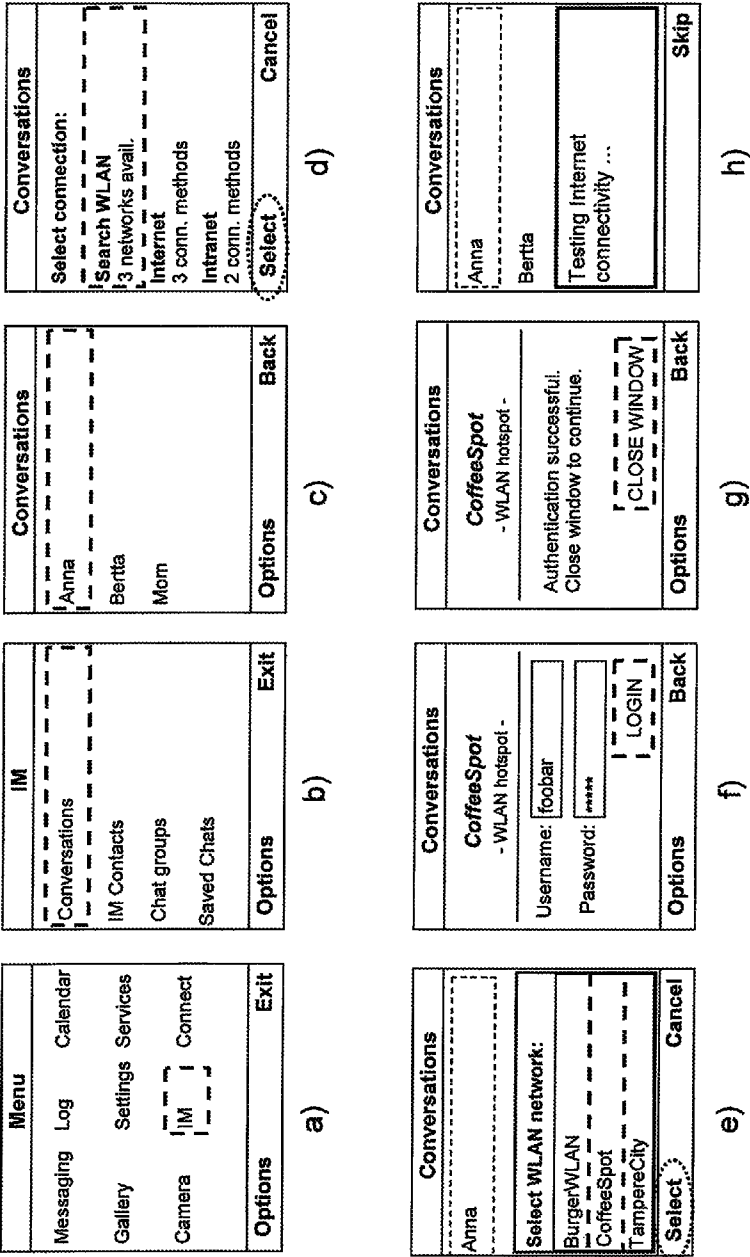 Menu
Messaging Log Calendar
Gallery Settings Services
Camera IM Connect
Options Exit
a)
IM
Conversations
IM Contacts
Chat groups
Saved Chats
Options Exit
b)
Conversations
Anna
Bertta
Mom
Options Back
c)
Conversations
Select connection:
Search WLAN
3 networks avail.
Internet
3 conn. methods
Intranet
2 conn. methods
Select Cancel
d)
Conversations
Anna
Select WLAN network:
BurgerWLAN
CoffeeSpot
TampereCity
Select Cancel
e)
Conversations
CoffeeSpot
- WLAN hotspot -
Username: foobar
Password: *****
LOGIN
Options Back
f)
Conversations
CoffeeSpot
- WLAN hotspot -
Authentication successful.
Close window to continue.
CLOSE WINDOW
Options Back
g)
Conversations
Anna
Bertta
Testing Internet
connectivity ...
Skip
h)